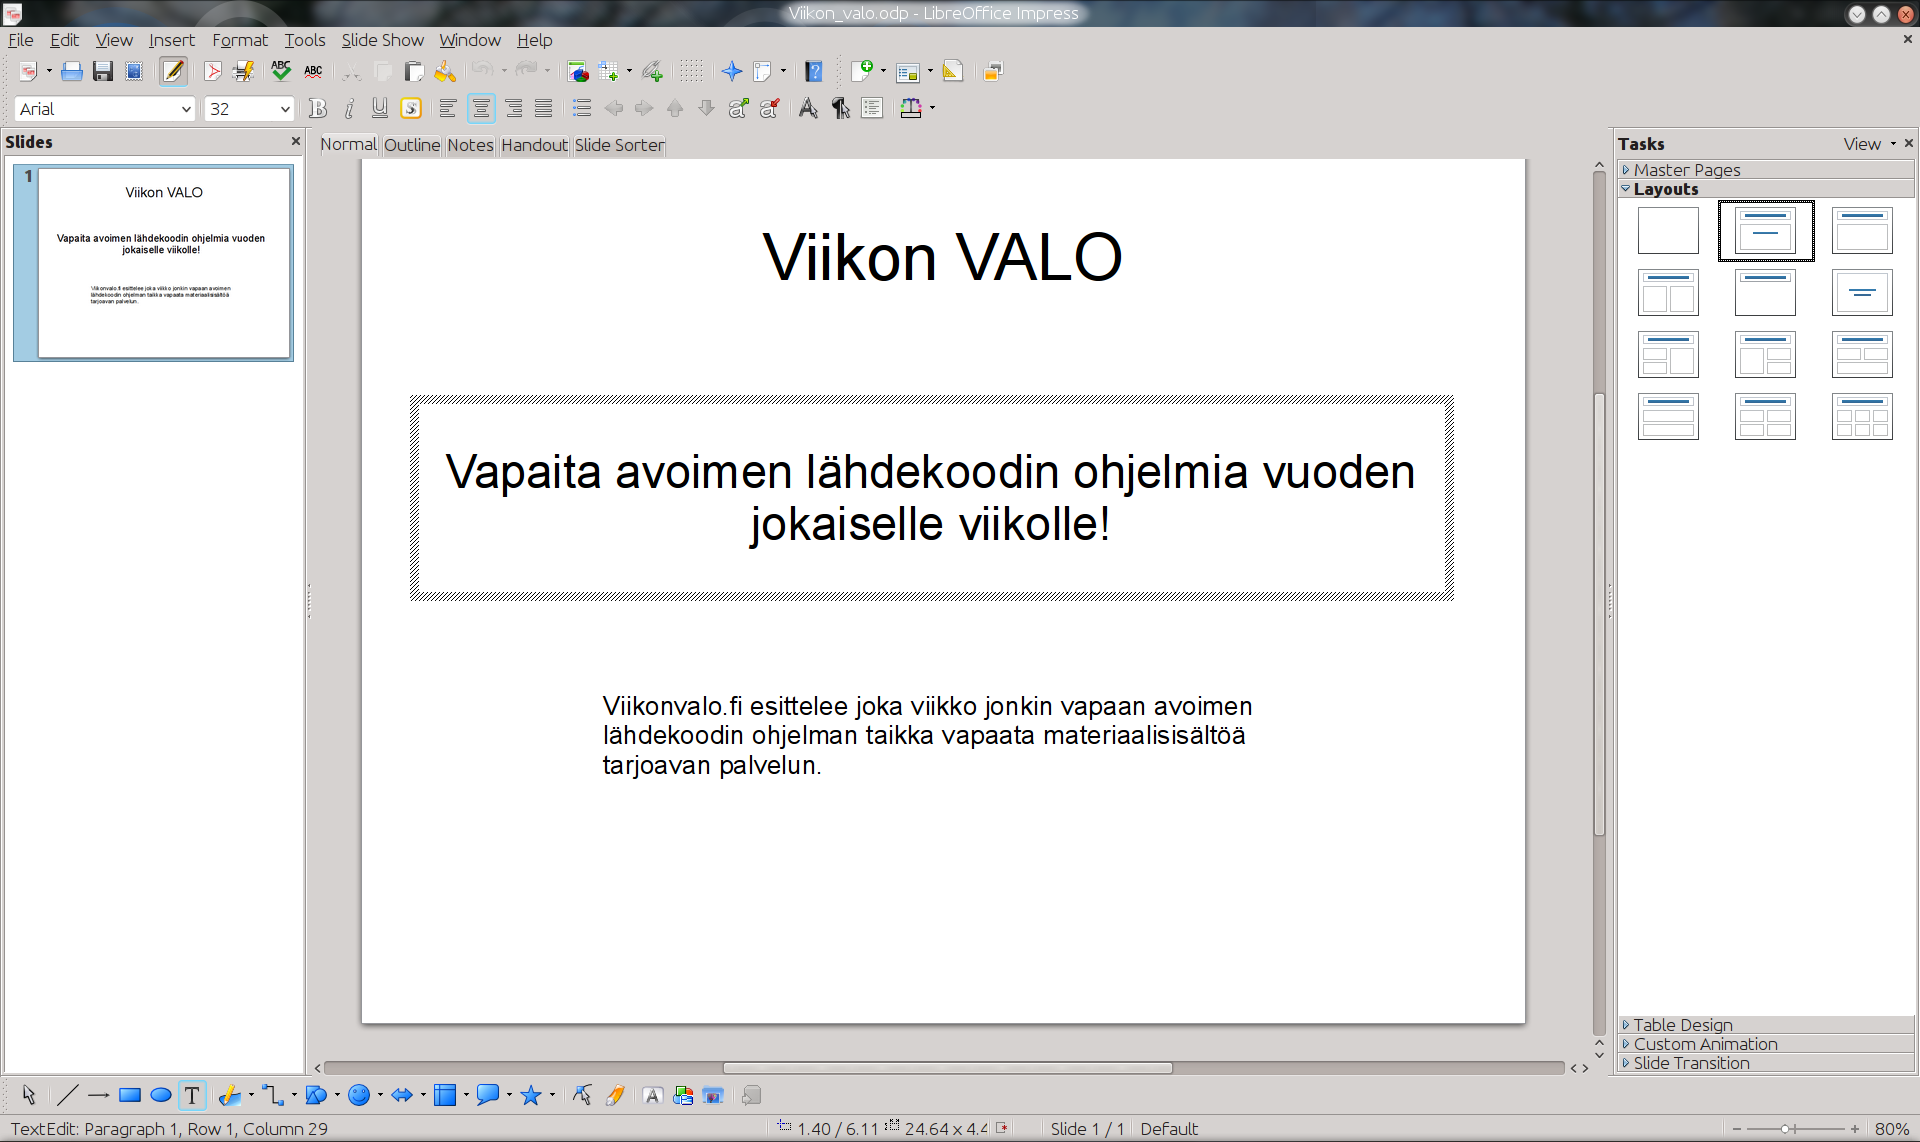 Viikon_valo.odp - LibreOffice Impress
File Edit View Insert Format Tools Slide Show Window Help
ABC ABC
Arial 32
Slides
Normal Outline Notes Handout Slide Sorter
Tasks View
1
Viikon VALO
Vapaita avoimen lähdekoodin ohjelmia vuoden
jokaiselle viikolle!
Viikonvalo.fi esittelee joka viikko jonkin vapaan avoimen
lähdekoodin ohjelman taikka vapaata materiaalisisältöä
tarjoavan palvelun.
Viikon VALO
Vapaita avoimen lähdekoodin ohjelmia vuoden
jokaiselle viikolle!
Viikonvalo.fi esittelee joka viikko jonkin vapaan avoimen
lähdekoodin ohjelman taikka vapaata materiaalisisältöä
tarjoavan palvelun.
Master Pages
Layouts
Table Design
Custom Animation
Slide Transition
TextEdit: Paragraph 1, Row 1, Column 29 1.40 / 6.11 24.64 x 4.4 Slide 1 / 1 Default 80%